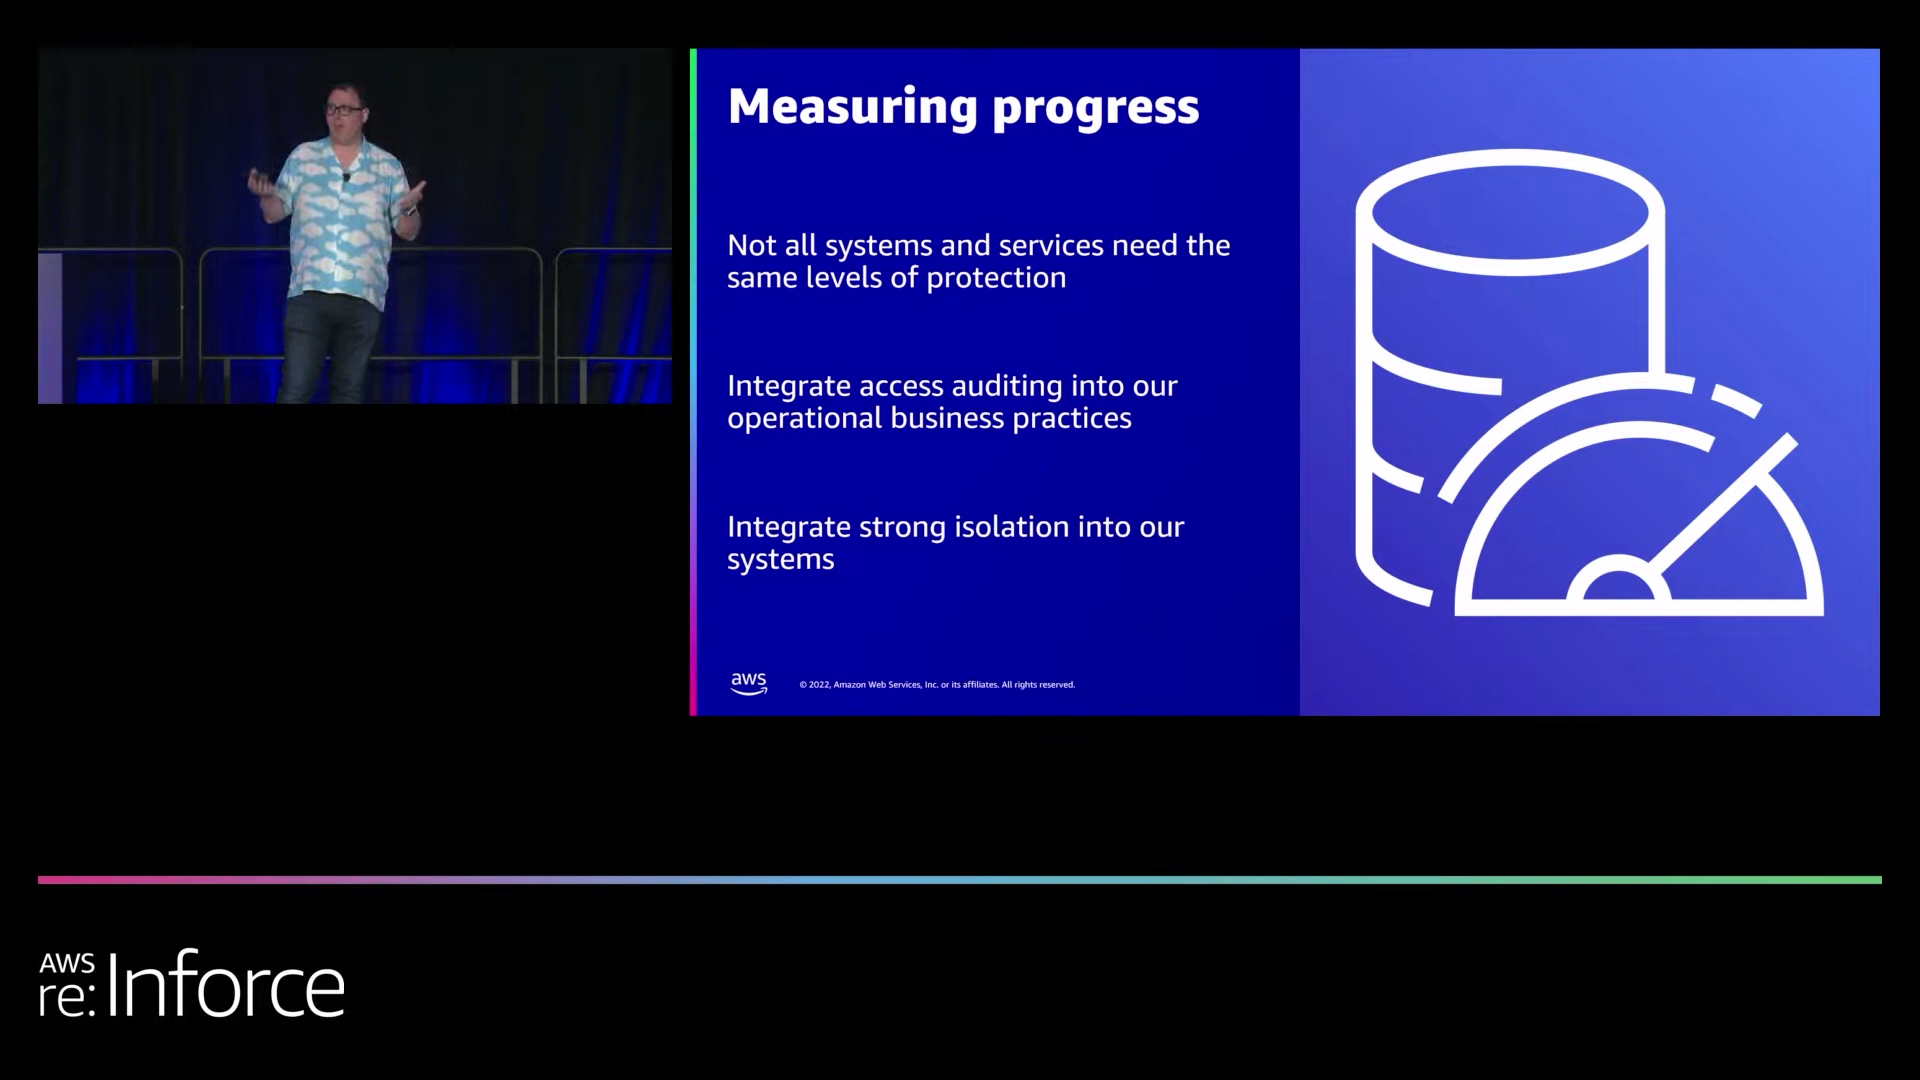 Measuring progress
Not all systems and services need the
same levels of protection
Integrate access auditing into our
operational business practices
Integrate strong isolation into our
systems
aws
© 2022, Amazon Web Services, Inc. or its affiliates. All rights reserved.
AWS
re:Inforce